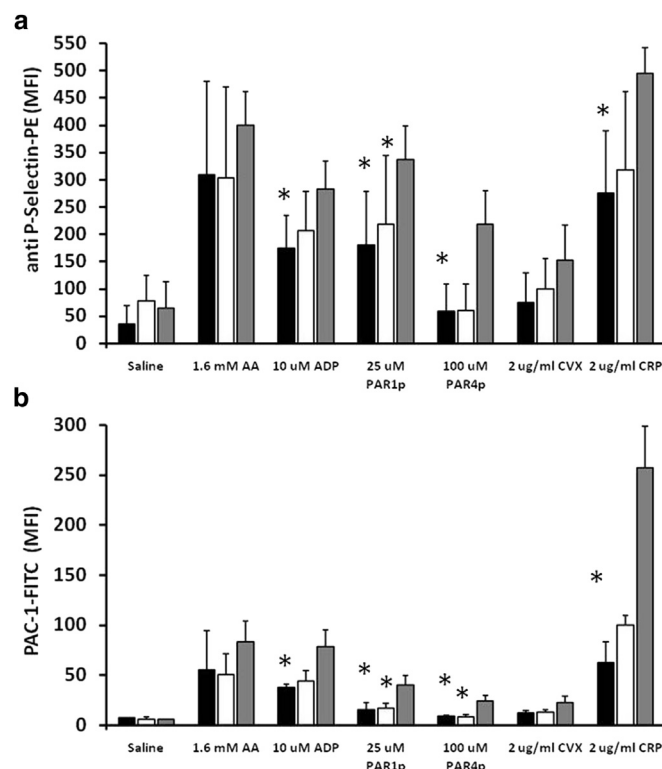 a
anti P-Selectin-PE (MFI)
550
500
450
400
350
300
250
200
150
100
50
0
* * * * *
Saline 1.6 mM AA 10 uM ADP 25 uM PAR1p 100 uM PAR4p 2 ug/ml CVX 2 ug/ml CRP
b
PAC-1-FITC (MFI)
300
250
200
150
100
50
0
* * * * * *
Saline 1.6 mM AA 10 uM ADP 25 uM PAR1p 100 uM PAR4p 2 ug/ml CVX 2 ug/ml CRP